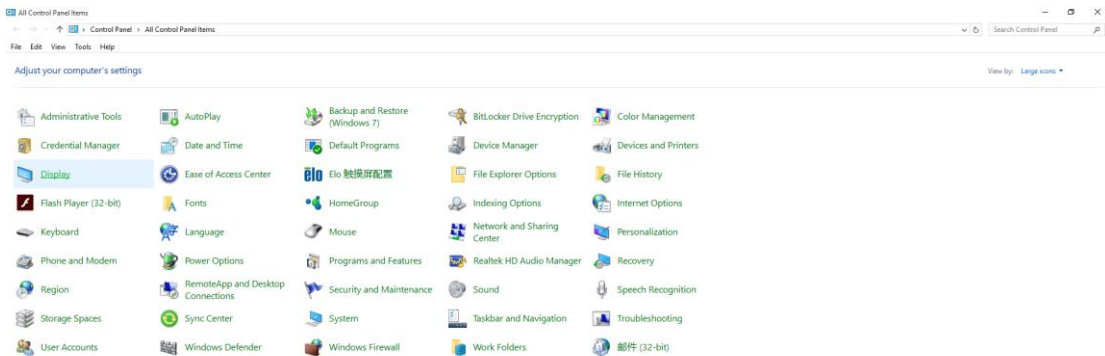 All Control Panel Items
Control Panel > All Control Panel Items
Search Control Panel
File Edit View Tools Help
Adjust your computer's settings
View by: Large icons
Administrative Tools
AutoPlay
Backup and Restore
(Windows 7)
BitLocker Drive Encryption
Color Management
Credential Manager
Date and Time
Default Programs
Device Manager
Devices and Printers
Display
Ease of Access Center
elo
Elo 触摸屏配置
File Explorer Options
File History
Flash Player (32-bit)
Fonts
HomeGroup
Indexing Options
Internet Options
Keyboard
Language
Mouse
Network and Sharing
Center
Personalization
Phone and Modem
Power Options
Programs and Features
Realtek HD Audio Manager
Recovery
Region
RemoteApp and Desktop
Connections
Security and Maintenance
Sound
Speech Recognition
Storage Spaces
Sync Center
System
Taskbar and Navigation
Troubleshooting
User Accounts
Windows Defender
Windows Firewall
Work Folders
邮件 (32-bit)